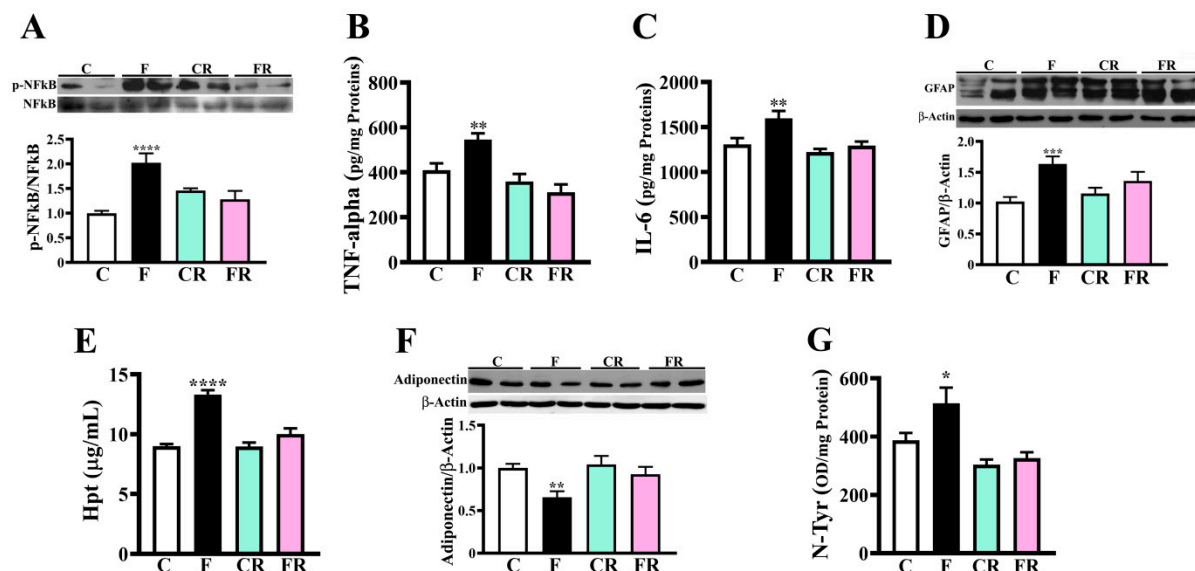 A
C F CR FR
p-NFkB
NFkB
p-NFkB/NFkB
2.5
2.0
1.5
1.0
0.5
0
****
C F CR FR
B
TNF-alpha (pg/mg Proteins)
800
600
400
200
0
**
C F CR FR
C
IL-6 (pg/mg Proteins)
2000
1500
1000
500
0
**
C F CR FR
D
C F CR FR
GFAP
β-Actin
GFAP/β-Actin
2.0
1.5
1.0
0.5
0.0
***
C F CR FR
E
Hpt (μg/mL)
15
10
5
0
****
C F CR FR
F
C F CR FR
Adiponectin
β-Actin
Adiponectin/β-Actin
1.5
1.0
0.5
0.0
**
C F CR FR
G
N-Tyr (OD/mg Protein)
600
400
200
0
*
C F CR FR